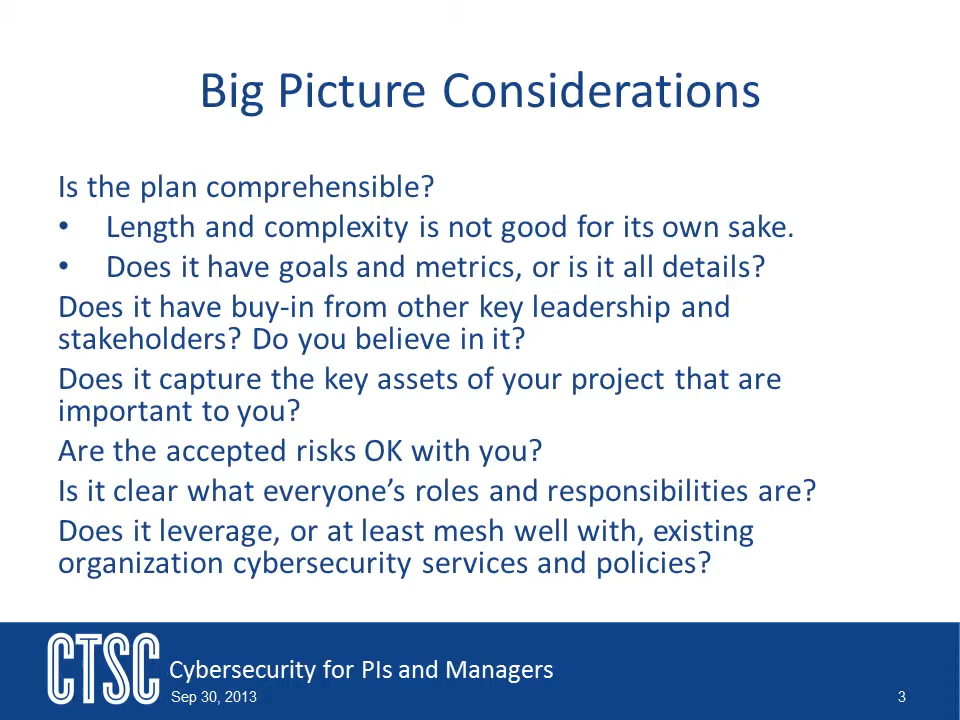 Big Picture Considerations
Is the plan comprehensible?
• Length and complexity is not good for its own sake.
• Does it have goals and metrics, or is it all details?
Does it have buy-in from other key leadership and
stakeholders? Do you believe in it?
Does it capture the key assets of your project that are
important to you?
Are the accepted risks OK with you?
Is it clear what everyone’s roles and responsibilities are?
Does it leverage, or at least mesh well with, existing
organization cybersecurity services and policies?
CTSC
Cybersecurity for PIs and Managers
Sep 30, 2013
3